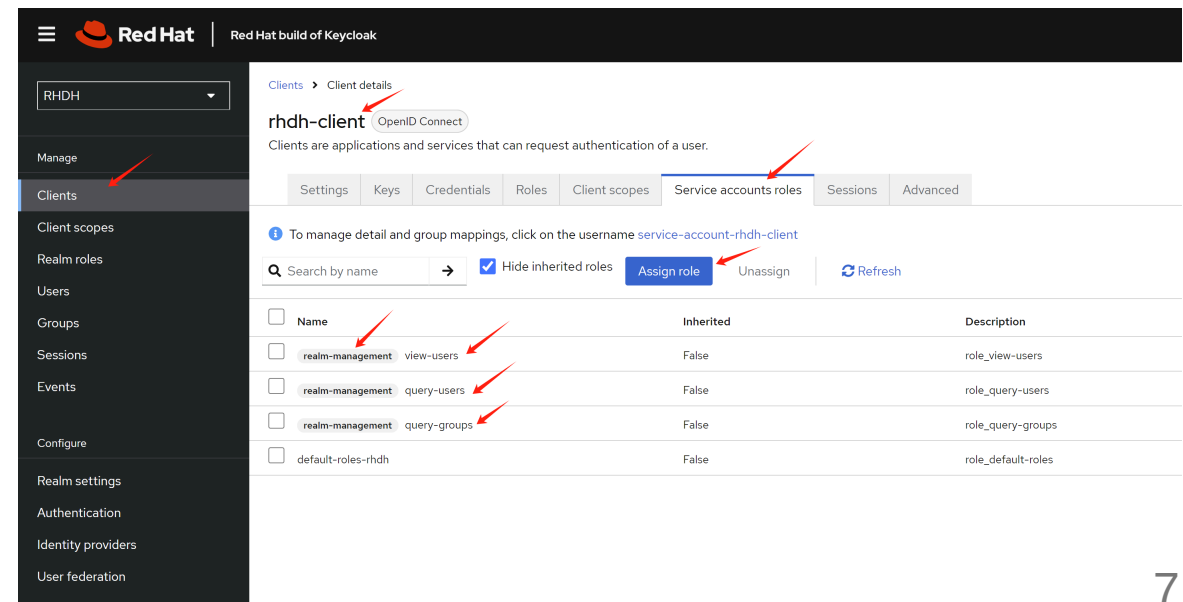 Red Hat | Red Hat build of Keycloak
RHDH
Manage
Clients
Client scopes
Realm roles
Users
Groups
Sessions
Events
Configure
Realm settings
Authentication
Identity providers
User federation
Clients > Client details
rhdh-client OpenID Connect
Clients are applications and services that can request authentication of a user.
Settings Keys Credentials Roles Client scopes Service accounts roles Sessions Advanced
To manage detail and group mappings, click on the username service-account-rhdh-client
Search by name → Hide inherited roles Assign role Unassign Refresh
Name Inherited Description
realm-management view-users False role_view-users
realm-management query-users False role_query-users
realm-management query-groups False role_query-groups
default-roles-rhdh False role_default-roles
7